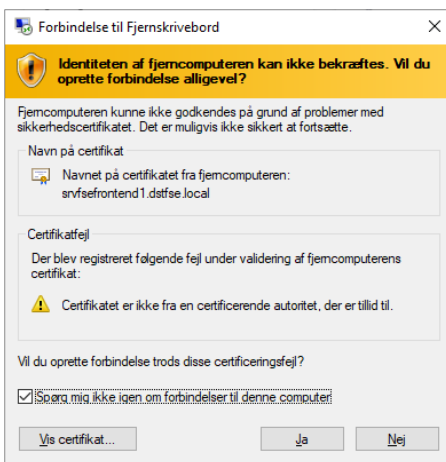 Forbindelse til Fjernskrivebord
Identiteten af fjerncomputeren kan ikke bekræftes. Vil du
oprette forbindelse alligevel?
Fjerncomputeren kunne ikke godkendes på grund af problemer med
sikkerhedscertifikatet. Det er muligvis ikke sikkert at fortsætte.
Navn på certifikat
Navnet på certifikatet fra fjerncomputeren:
srvfsefrontend1.dstfse.local
Certifikatfejl
Der blev registreret følgende fejl under validering af fjerncomputerens
certifikat:
Certifikatet er ikke fra en certificerende autoritet, der er tillid til.
Vil du oprette forbindelse trods disse certificeringsfejl?
Spørg mig ikke igen om forbindelser til denne computer
Vis certifikat...
Ja
Nej